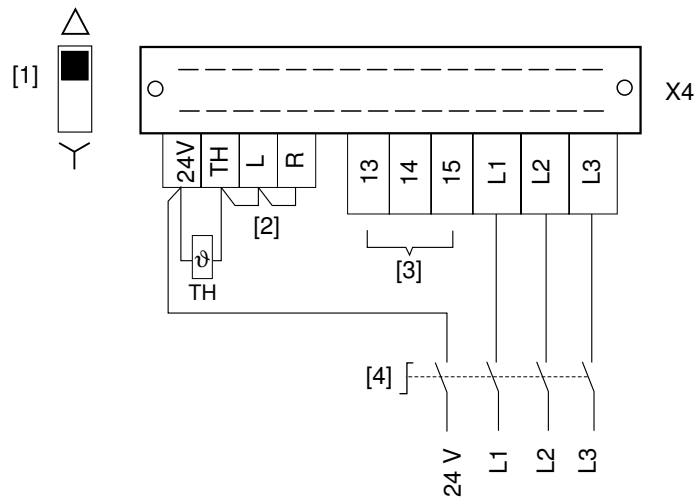 [1]
X4
24V TH L R 13 14 15 L1 L2 L3
[2]
ϑ
[3]
TH
[4]
24 V L1 L2 L3